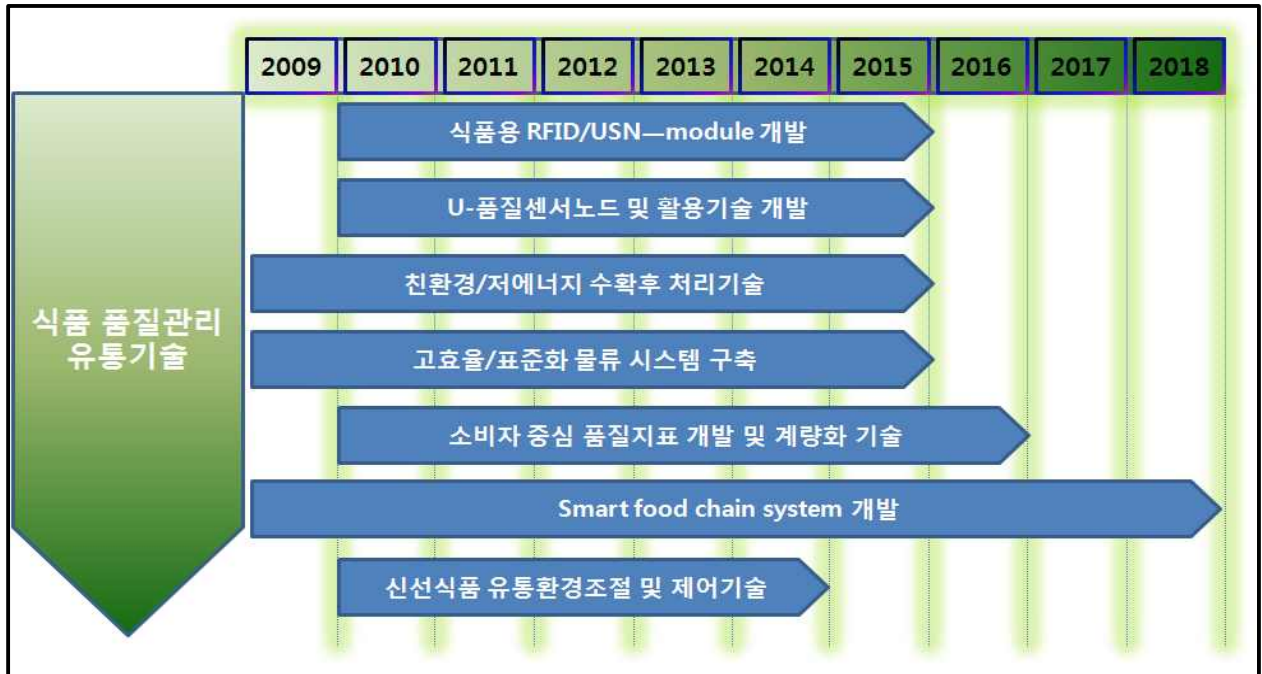 2009 2010 2011 2012 2013 2014 2015 2016 2017 2018
식품 품질관리
유통기술
식품용 RFID/USN—module 개발
U-품질센서노드 및 활용기술 개발
친환경/저에너지 수확후 처리기술
고효율/표준화 물류 시스템 구축
소비자 중심 품질지표 개발 및 계량화 기술
Smart food chain system 개발
신선식품 유통환경조절 및 제어기술